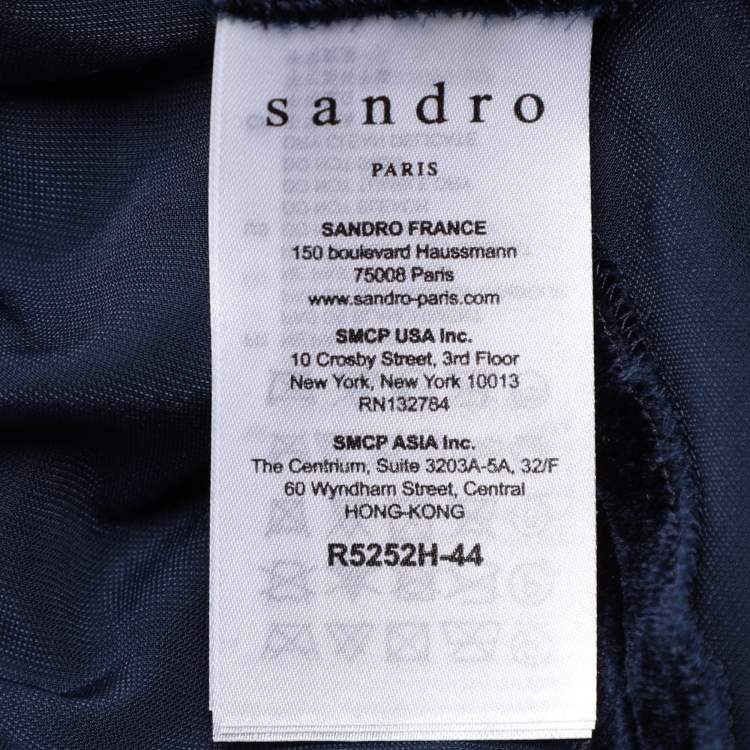 sandro
PARIS
SANDRO FRANCE
150 boulevard Haussmann
75008 Paris
www.sandro-paris.com
SMCP USA Inc.
10 Crosby Street, 3rd Floor
New York, New York 10013
RN132784
SMCP ASIA Inc.
The Centrium, Suite 3203A-5A, 32/F
60 Wyndham Street, Central
HONG-KONG
R5252H-44